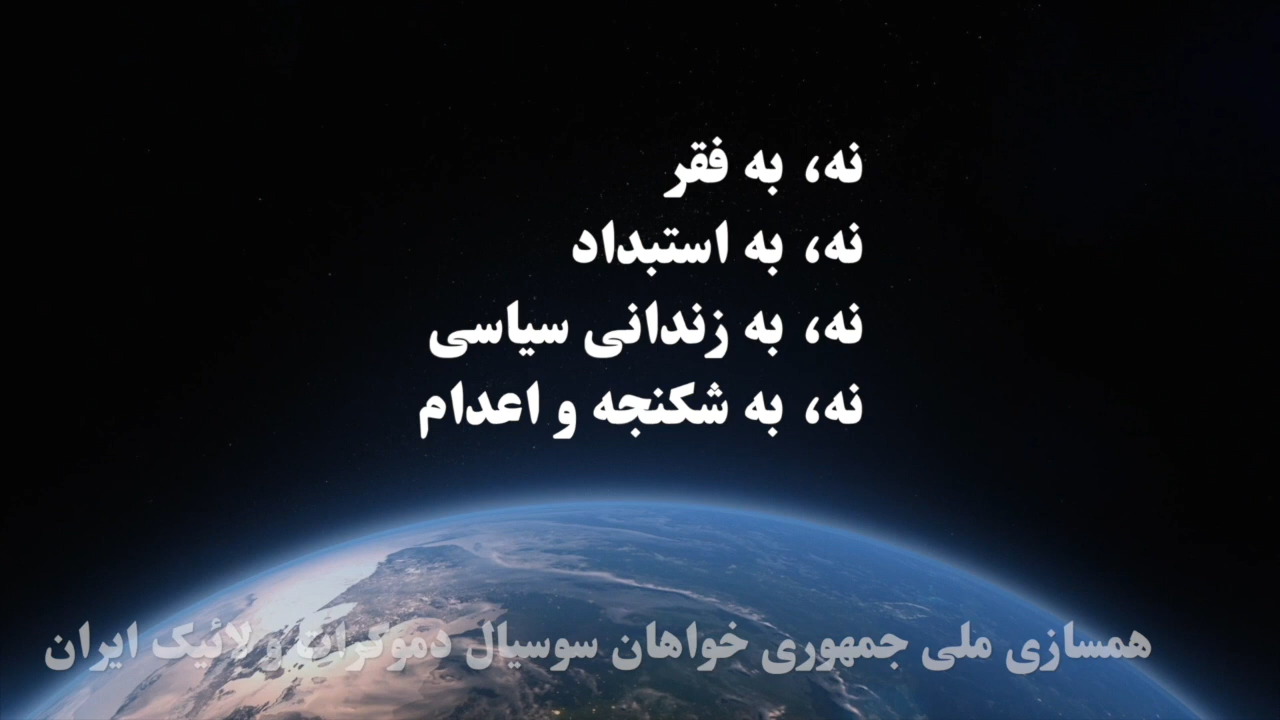 نه، به فقر
نه، به استبداد
نه، به زندانی سیاسی
نه، به شکنجه و اعدام
همسازی ملی جمهوری خواهان سوسیال دموکرات و لائیک ایران